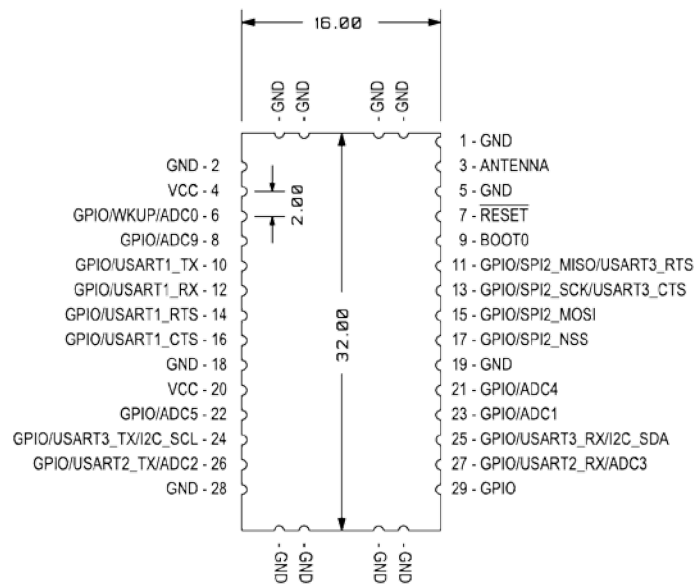 16.00
- GND
- GND
- GND
- GND
1 - GND
GND - 2
3 - ANTENNA
VCC - 4
5 - GND
2.00
GPIO/WKUP/ADC0 - 6
7 - RESET
GPIO/ADC9 - 8
9 - BOOT0
GPIO/USART1_TX - 10
11 - GPIO/SPI2_MISO/USART3_RTS
GPIO/USART1_RX - 12
13 - GPIO/SPI2_SCK/USART3_CTS
GPIO/USART1_RTS - 14
15 - GPIO/SPI2_MOSI
32.00
GPIO/USART1_CTS - 16
17 - GPIO/SPI2_NSS
GND - 18
19 - GND
VCC - 20
21 - GPIO/ADC4
GPIO/ADC5 - 22
23 - GPIO/ADC1
GPIO/USART3_TX/I2C_SCL - 24
25 - GPIO/USART3_RX/I2C_SDA
GPIO/USART2_TX/ADC2 - 26
27 - GPIO/USART2_RX/ADC3
GND - 28
29 - GPIO
- GND
- GND
- GND
- GND